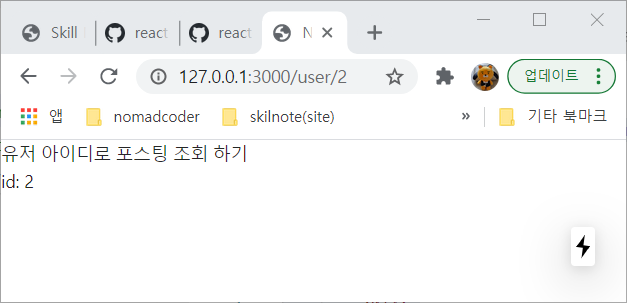 Skill
react
react
N
127.0.0.1:3000/user/2
업데이트
앱
nomadcoder
skilnote(site)
»
기타 북마크
유저 아이디로 포스팅 조회 하기
id: 2